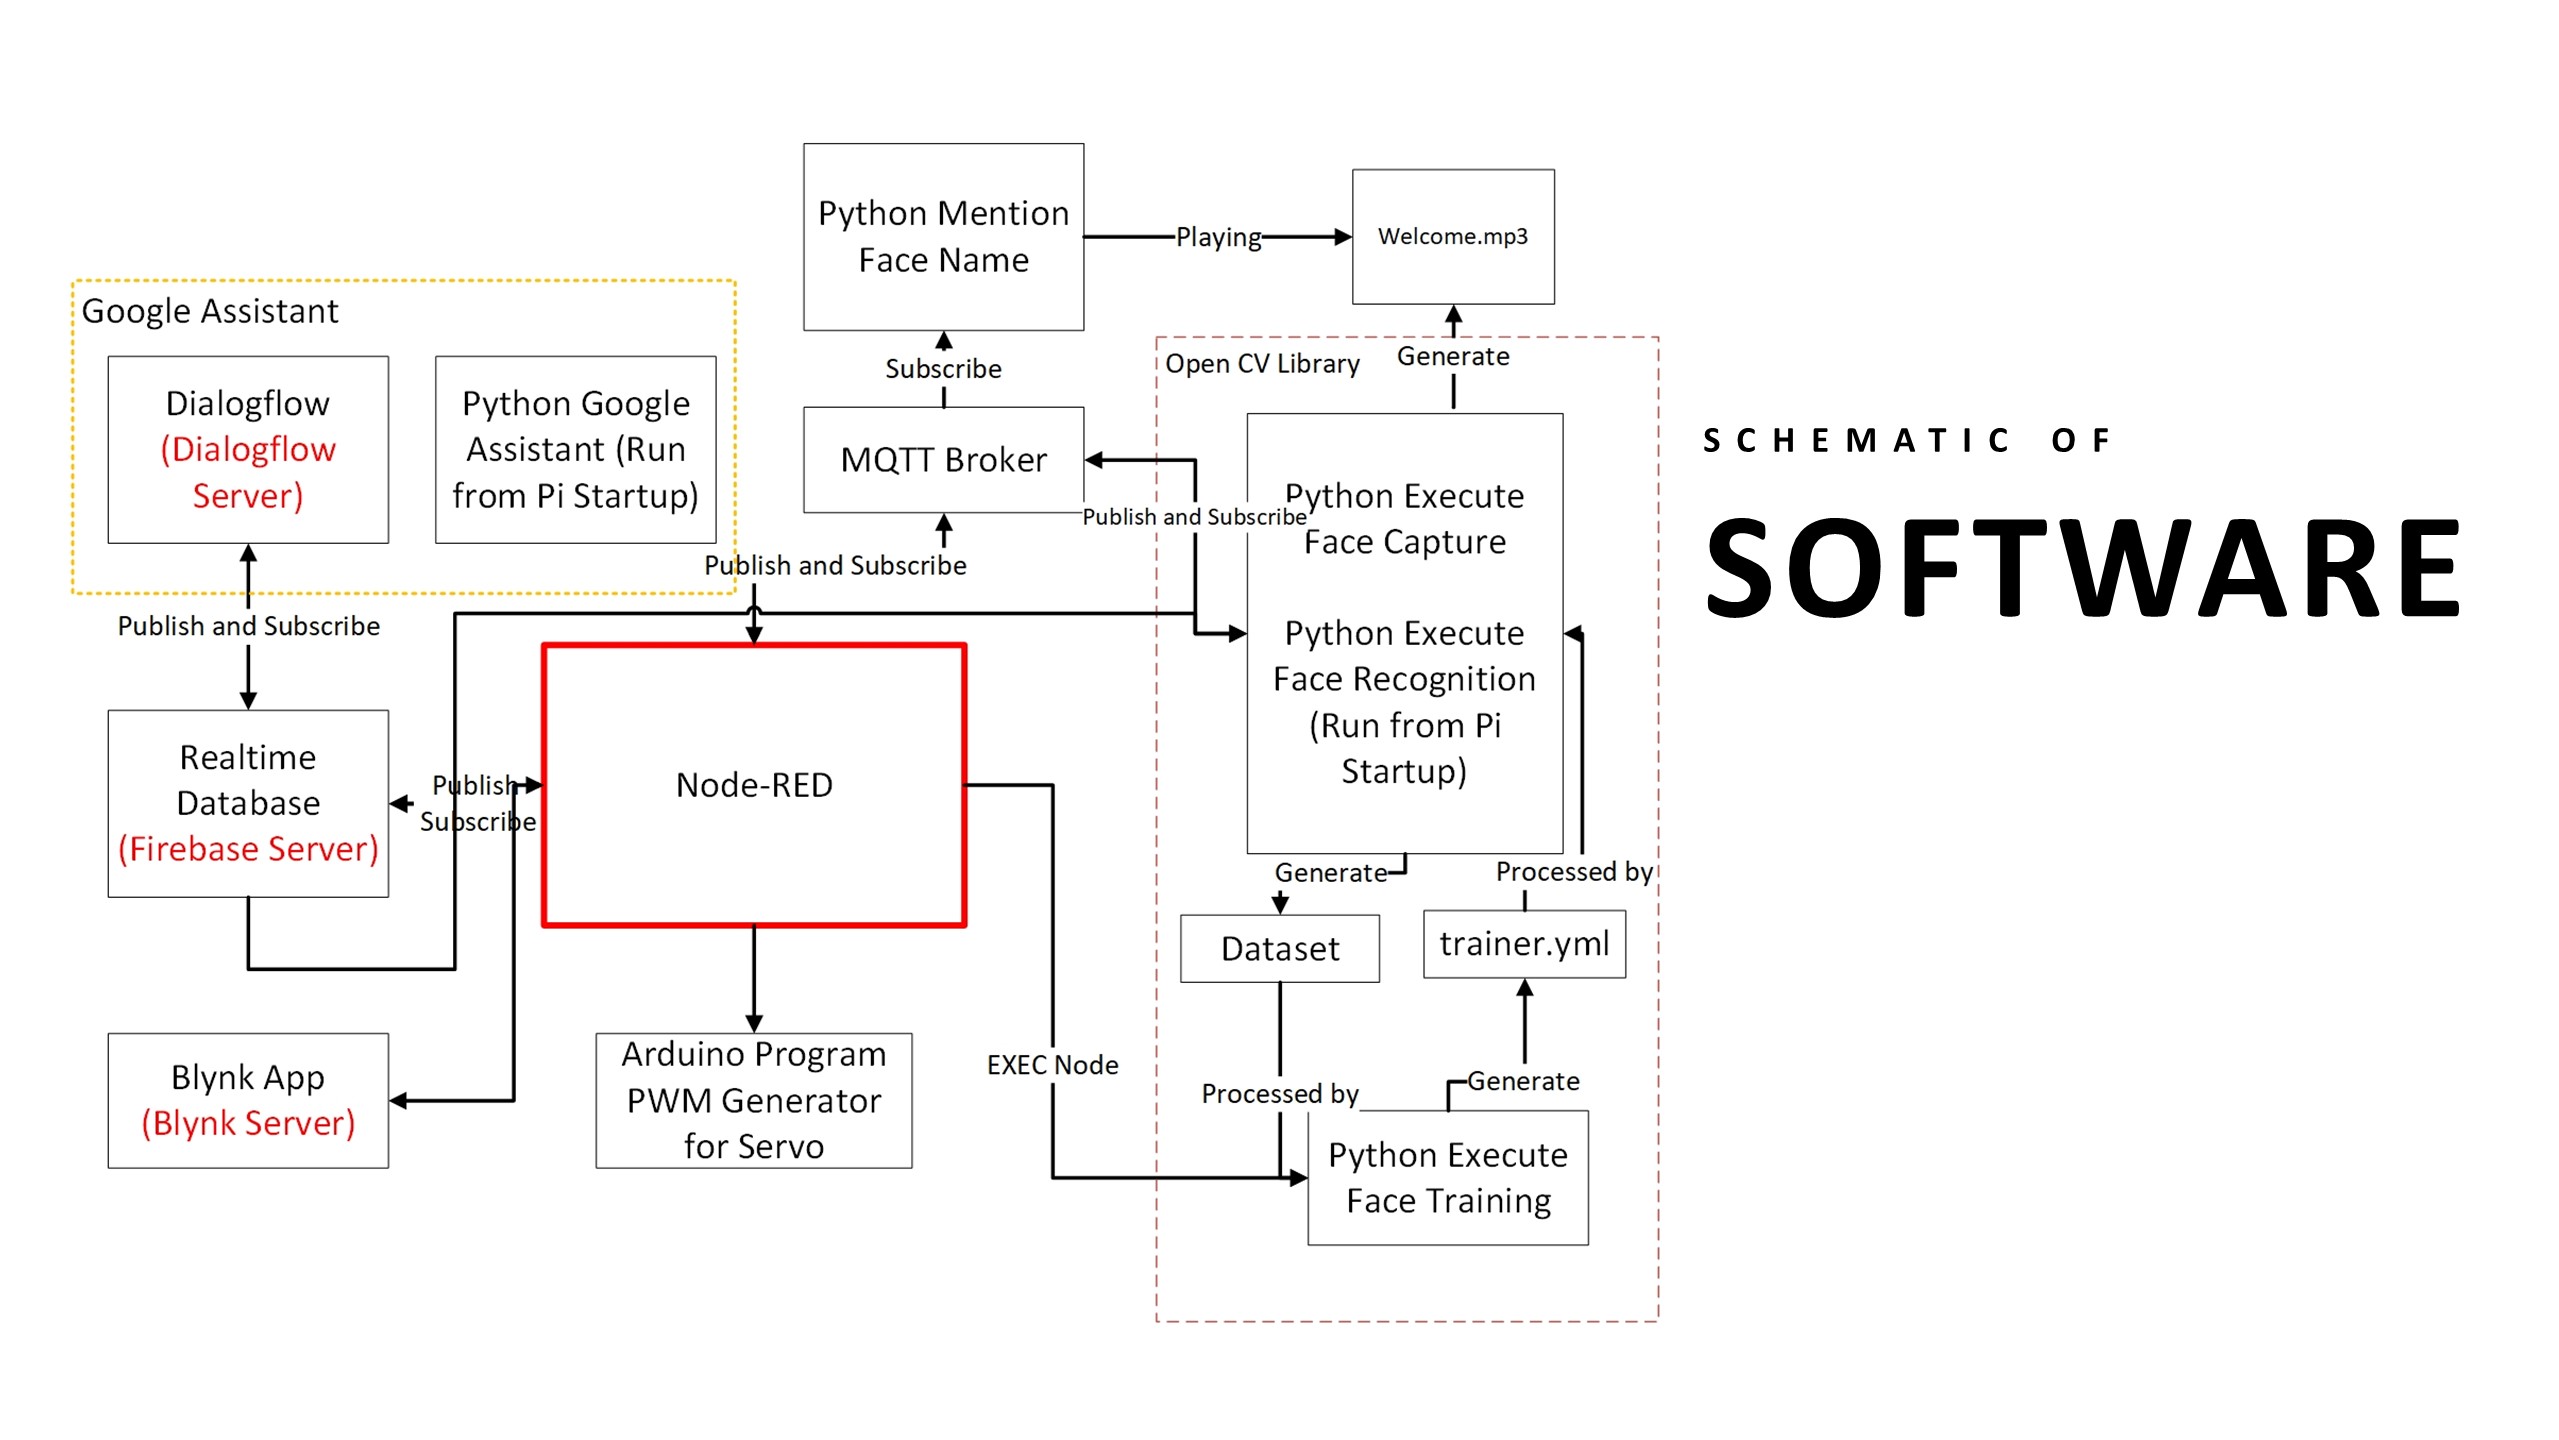 SCHEMATIC OF
SOFTWARE
Python Mention
Face Name
Playing
Welcome.mp3
Google Assistant
Dialogflow
(Dialogflow
Server)
Python Google
Assistant (Run
from Pi Startup)
Subscribe
MQTT Broker
Open CV Library
Generate
Publish and Subscribe
Python Execute
Face Capture
Python Execute
Face Recognition
(Run from Pi
Startup)
Publish and Subscribe
Publish and Subscribe
Realtime
Database
(Firebase Server)
Publish
Subscribe
Node-RED
Generate
Processed by
Dataset
trainer.yml
Blynk App
(Blynk Server)
Arduino Program
PWM Generator
for Servo
EXEC Node
Processed by
Generate
Python Execute
Face Training